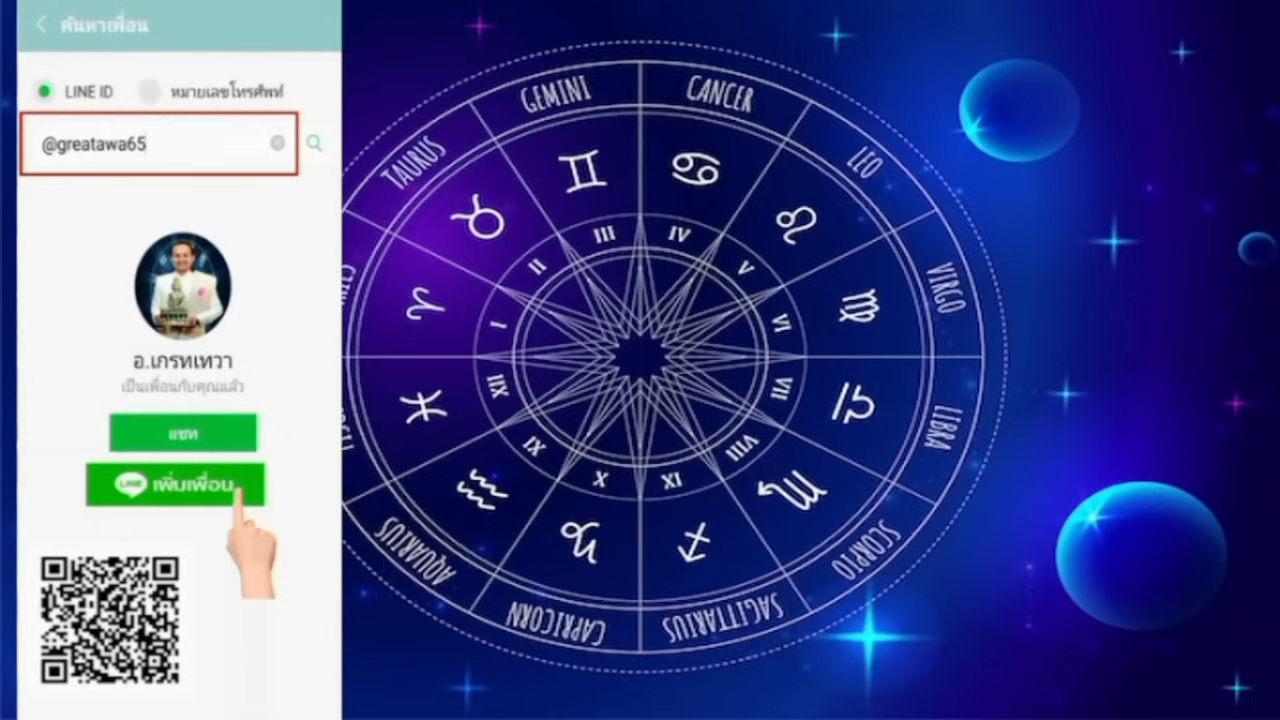 ค้นหาเพื่อน
LINE ID
หมายเลขโทรศัพท์
@greatawa65
อ.เกรทเทวา
เป็นเพื่อนกับคุณแล้ว
แชท
LINE เพิ่มเพื่อน
GEMINI
CANCER
LEO
VIRGO
LIBRA
SCORPIO
SAGITTARIUS
CAPRICORN
AQUARIUS
TAURUS
III
IV
V
VI
VII
VIII
XI
X
IX
XII
I
II